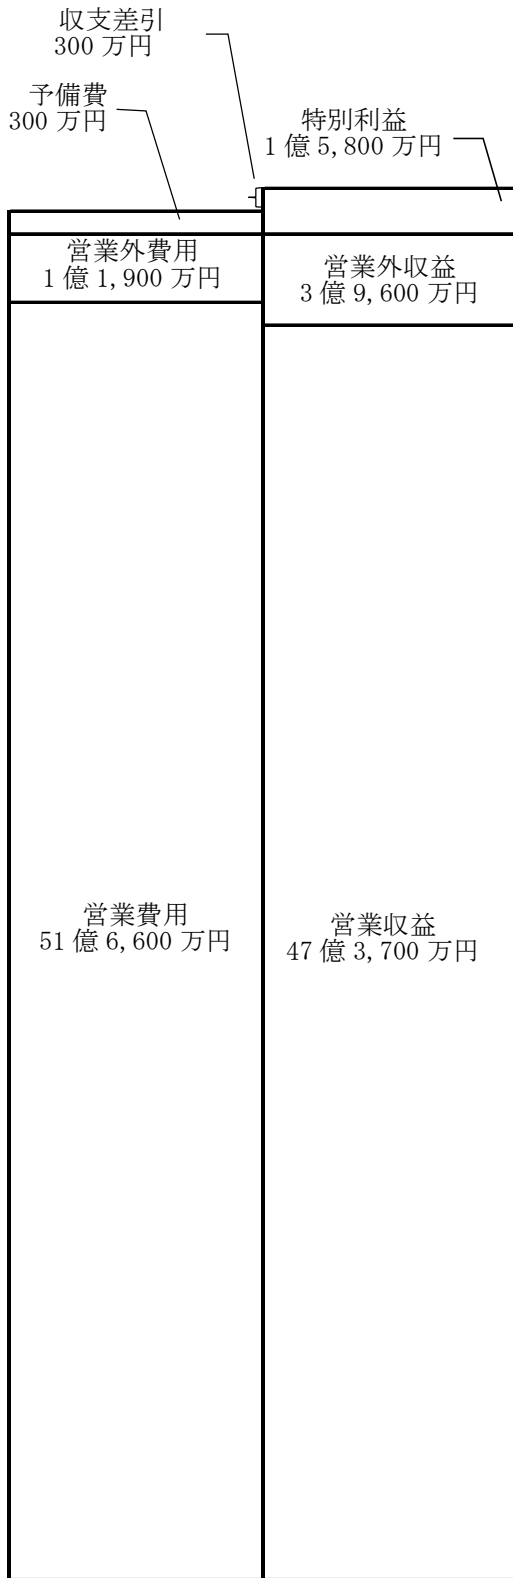 収支差引
300 万円
予備費
300 万円
特別利益
1 億 5,800 万円
営業外費用
1 億 1,900 万円
営業外収益
3 億 9,600 万円
営業費用
51 億 6,600 万円
営業収益
47 億 3,700 万円